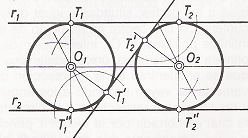 r₁ T₁ T₂
T₂'
O₁ O₂
T₁'
r₂ T₁'' T₂''